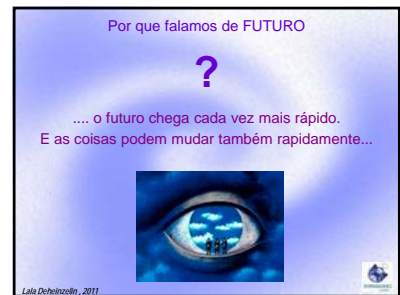 Por que falamos de FUTURO
?
.... o futuro chega cada vez mais rápido.
E as coisas podem mudar também rapidamente...
Lala Deheinzelin , 2011